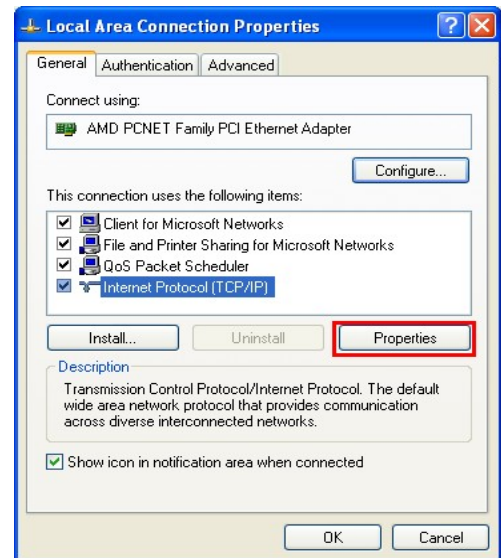 Local Area Connection Properties
General Authentication Advanced
Connect using:
AMD PCNET Family PCI Ethernet Adapter
Configure...
This connection uses the following items:
Client for Microsoft Networks
File and Printer Sharing for Microsoft Networks
QoS Packet Scheduler
Internet Protocol (TCP/IP)
Install... Uninstall Properties
Description
Transmission Control Protocol/Internet Protocol. The default
wide area network protocol that provides communication
across diverse interconnected networks.
Show icon in notification area when connected
OK Cancel